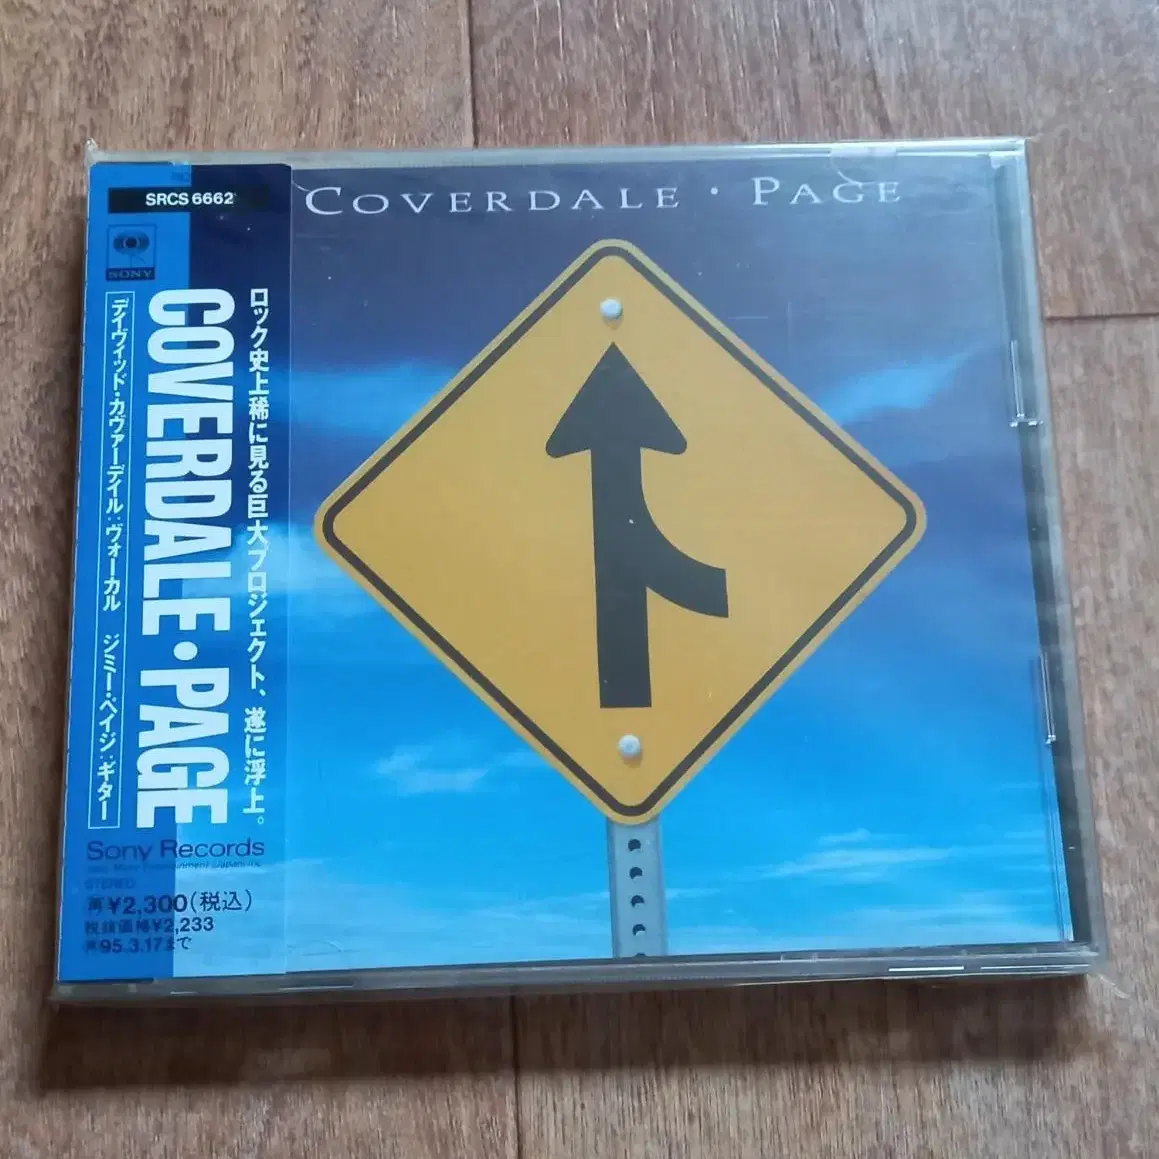 SRCS 6662
SONY
COVERDALE・PAGE
ロック史上稀に見る巨大プロジェクト、遂に浮上。
COVERDALE・PAGE
デイヴィッド・カヴァーデイル:ヴォーカル ジミー・ペイジ:ギター
Sony Records
STEREO
再¥2,300(税込)
税抜価格¥2,233
95.3.17まで